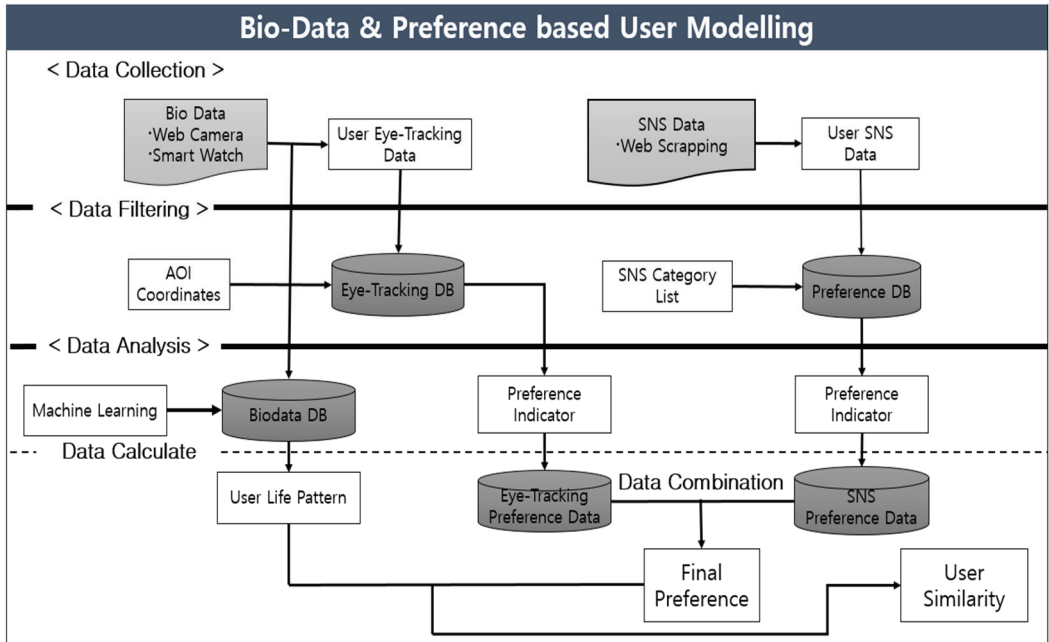 Bio-Data & Preference based User Modelling
< Data Collection >
Bio Data
·Web Camera
·Smart Watch
User Eye-Tracking
Data
SNS Data
·Web Scrapping
User SNS
Data
< Data Filtering >
AOI
Coordinates
Eye-Tracking DB
SNS Category
List
Preference DB
< Data Analysis >
Machine Learning
Biodata DB
Preference
Indicator
Preference
Indicator
Data Calculate
User Life Pattern
Eye-Tracking
Preference Data
Data Combination
SNS
Preference Data
Final
Preference
User
Similarity